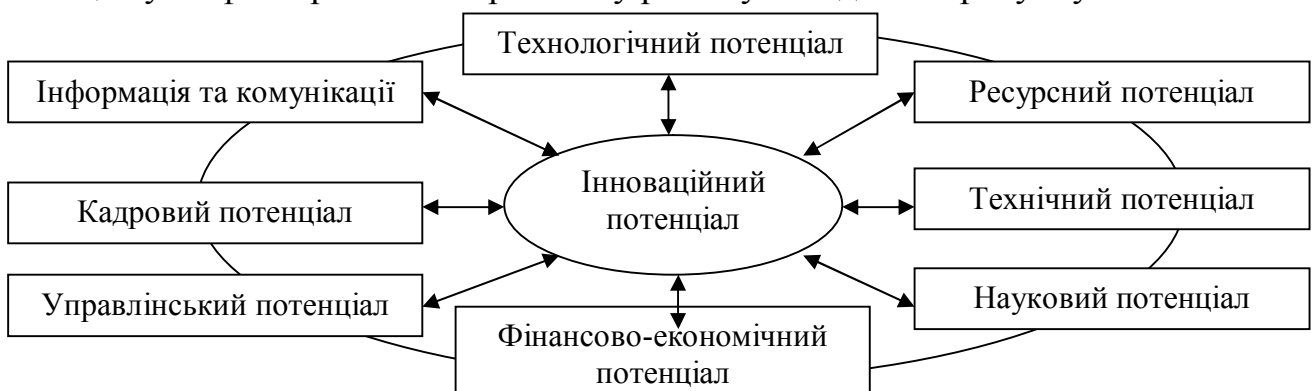 Технологічний потенціал
Інформація та комунікації
Ресурсний потенціал
Інноваційний
потенціал
Кадровий потенціал
Технічний потенціал
Управлінський потенціал
Науковий потенціал
Фінансово-економічний
потенціал